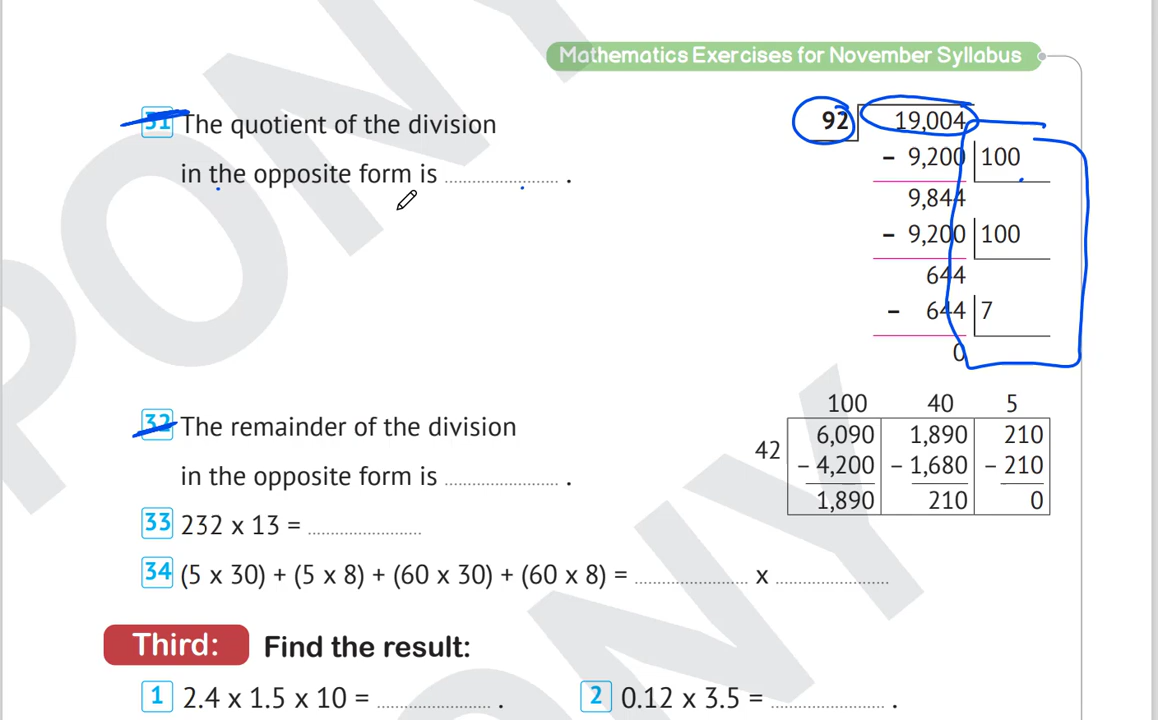 Mathematics Exercises for November Syllabus
31 The quotient of the division
in the opposite form is .................... .
92 19,004
– 9,200 100
9,844
– 9,200 100
644
– 644 7
0
32 The remainder of the division
in the opposite form is .................... .
100 40 5
42 6,090 1,890 210
– 4,200 – 1,680 – 210
1,890 210 0
33 232 x 13 = ....................
34 (5 x 30) + (5 x 8) + (60 x 30) + (60 x 8) = .................... x ....................
Third: Find the result:
1 2.4 x 1.5 x 10 = .................... .
2 0.12 x 3.5 = .................... .
PONY
PONY